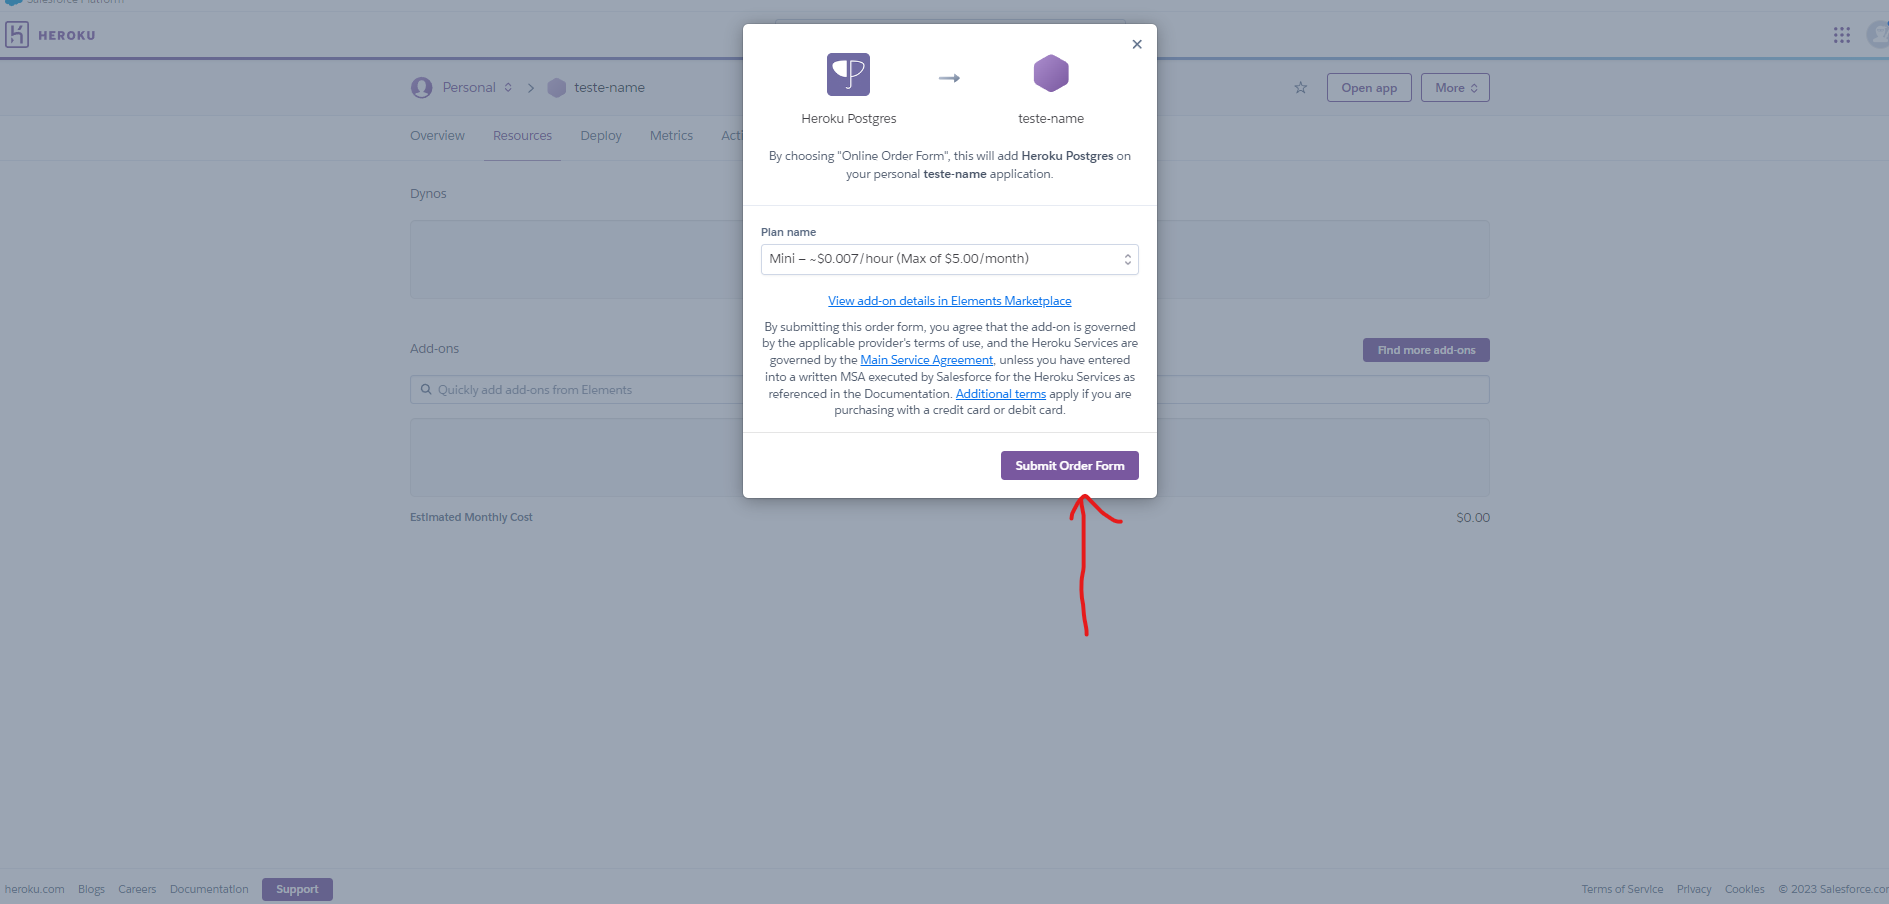 Salesforce Platform
HEROKU
Personal
teste-name
Open app
More
Overview
Resources
Deploy
Metrics
Acti
Dynos
Add-ons
Find more add-ons
Quickly add add-ons from Elements
Estimated Monthly Cost
$0.00
Heroku Postgres
teste-name
By choosing "Online Order Form", this will add Heroku Postgres on
your personal teste-name application.
Plan name
Mini – ~$0.007/hour (Max of $5.00/month)
View add-on details in Elements Marketplace
By submitting this order form, you agree that the add-on is governed
by the applicable provider's terms of use, and the Heroku Services are
governed by the Main Service Agreement, unless you have entered
into a written MSA executed by Salesforce for the Heroku Services as
referenced in the Documentation. Additional terms apply if you are
purchasing with a credit card or debit card.
Submit Order Form
heroku.com
Blogs
Careers
Documentation
Support
Terms of Service
Privacy
Cookies
© 2023 Salesforce.com